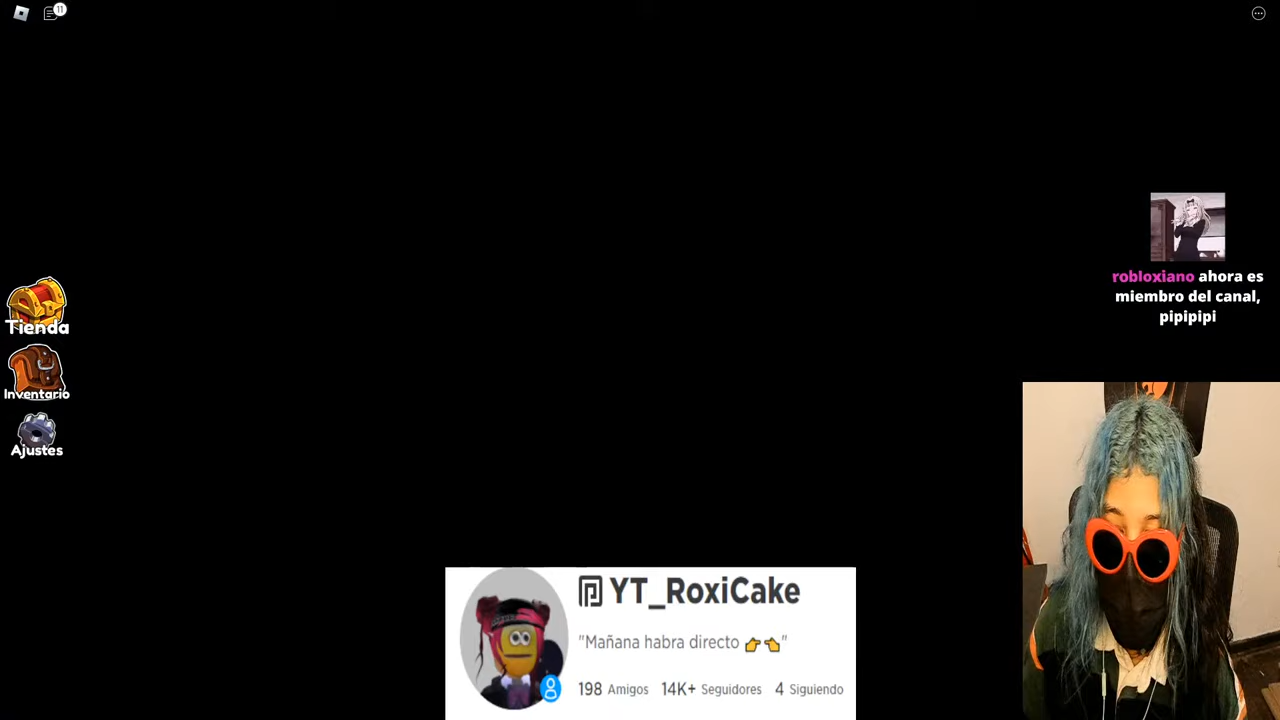 11
Tienda
Inventario
Ajustes
robloxiano ahora es
miembro del canal,
pipipipi
YT_RoxiCake
"Mañana habra directo 👉👈"
198 Amigos 14K+ Seguidores 4 Siguiendo